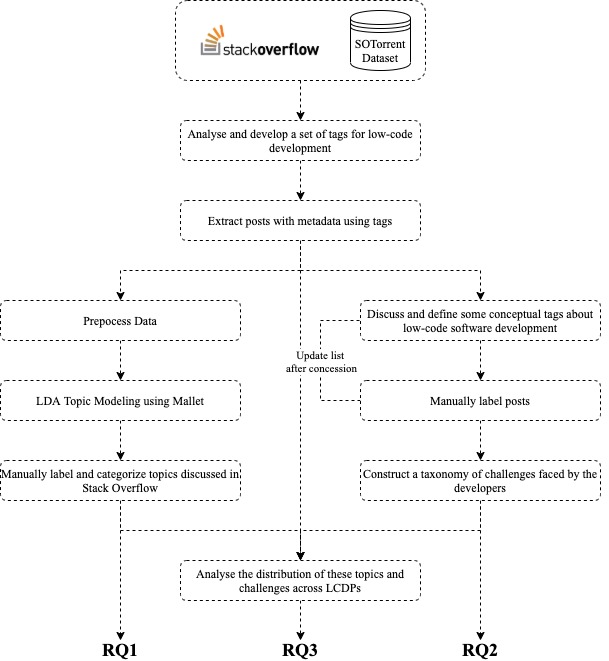 stackoverflow
SOTorrent
Dataset
Analyse and develop a set of tags for low-code
development
Extract posts with metadata using tags
Prepocess Data
Discuss and define some conceptual tags about
low-code software development
Update list
after concession
LDA Topic Modeling using Mallet
Manually label posts
Manually label and categorize topics discussed in
Stack Overflow
Construct a taxonomy of challenges faced by the
developers
Analyse the distribution of these topics and
challenges across LCDPs
RQ1
RQ3
RQ2